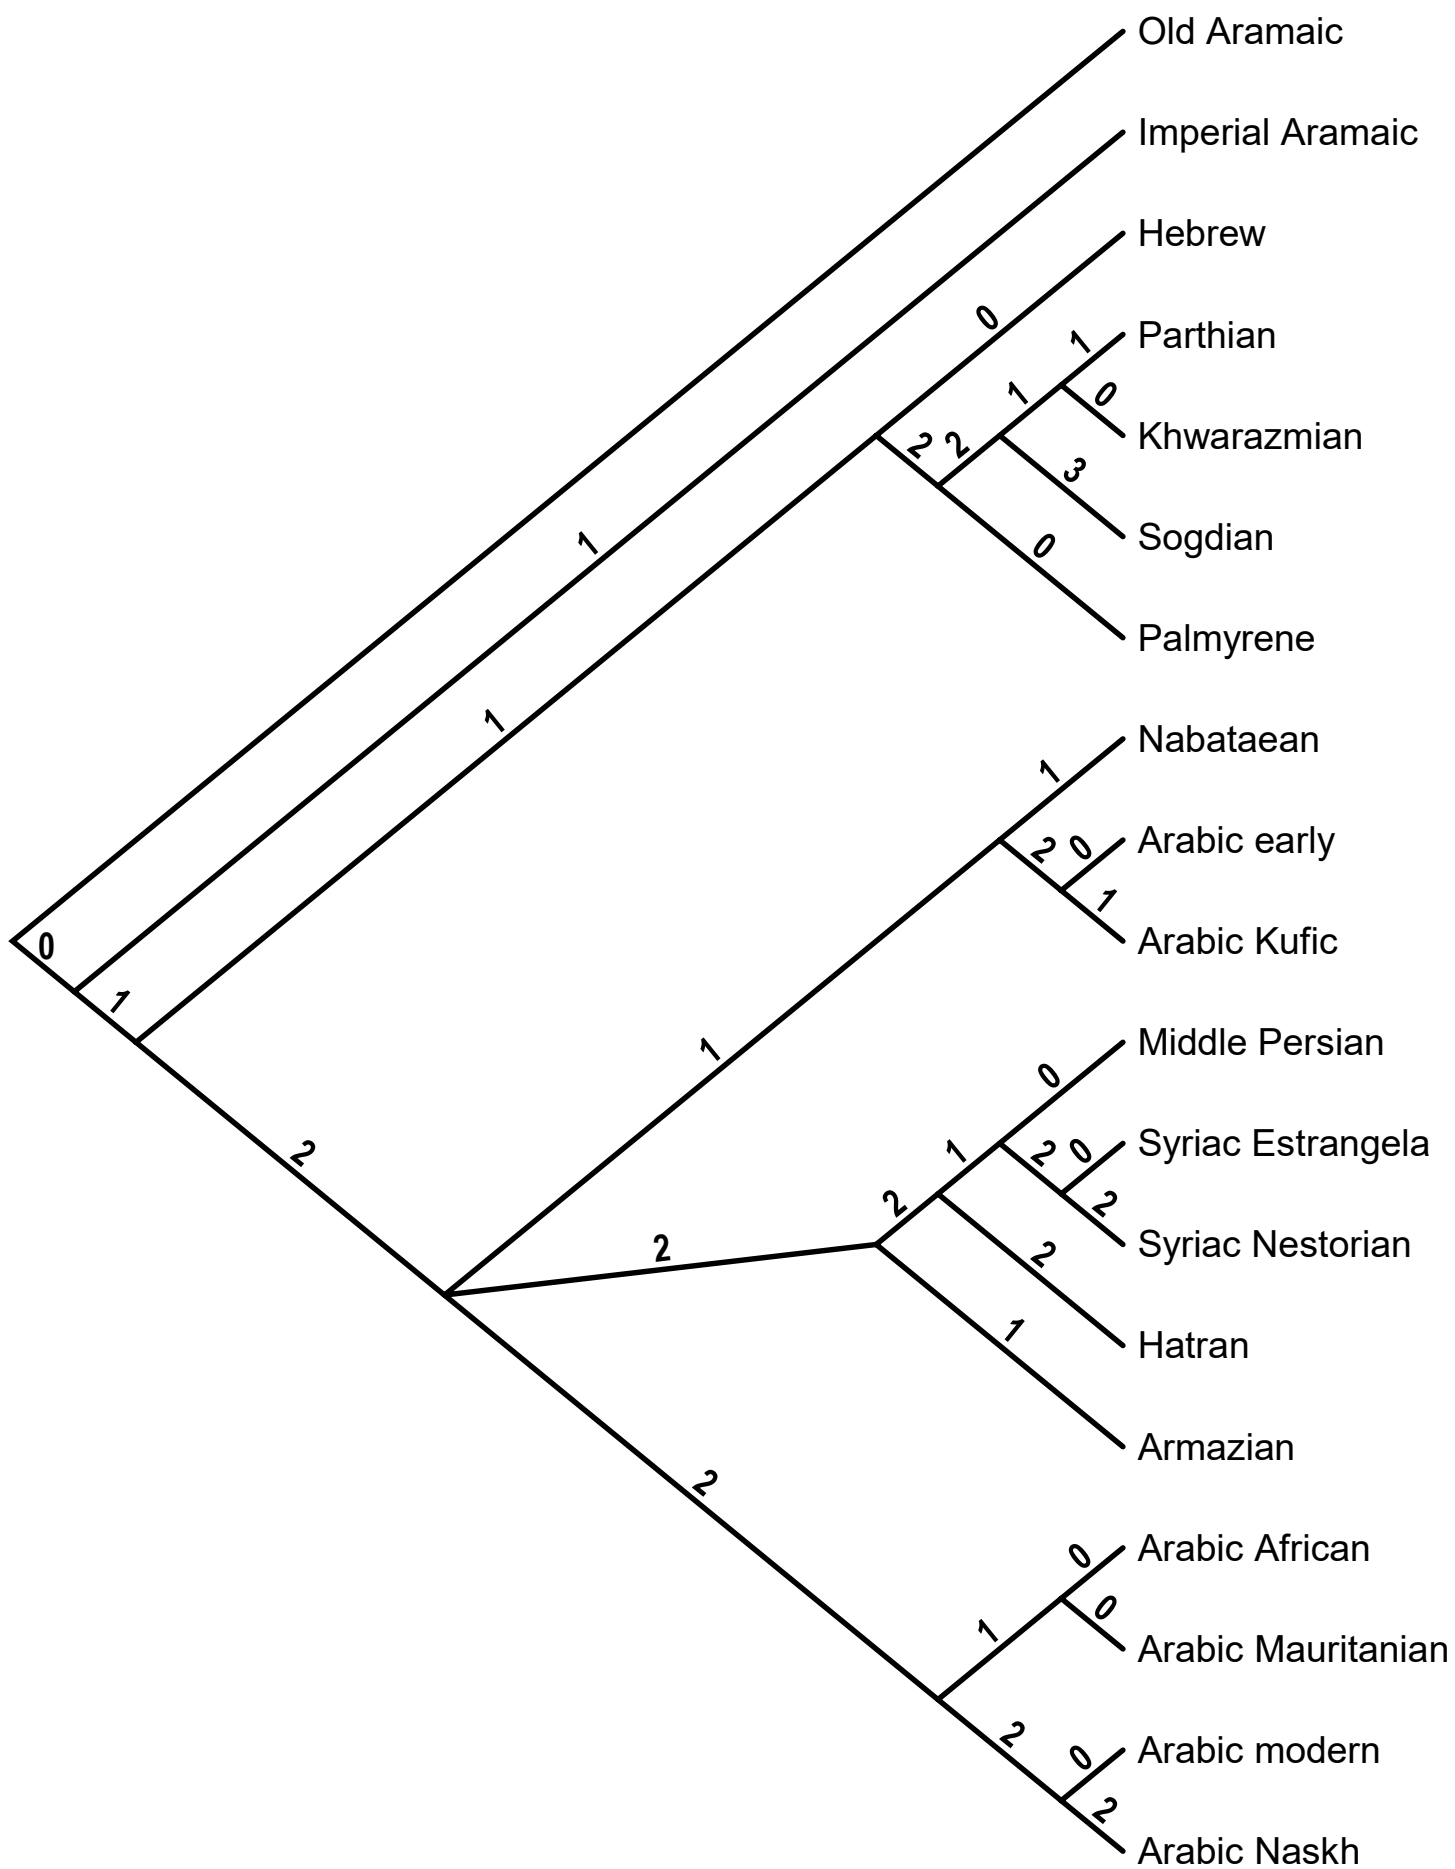 Old Aramaic
Imperial Aramaic
Hebrew
0
1
Parthian
1
0
Khwarazmian
2 2
3
1
Sogdian
0
Palmyrene
1
Nabataean
1
2 0
Arabic early
1
Arabic Kufic
0
1
1
Middle Persian
0
2
1
2 0
Syriac Estrangela
2
2
Syriac Nestorian
2
2
Hatran
1
Armazian
2
0
Arabic African
0
1
Arabic Mauritanian
2
0
Arabic modern
2
Arabic Naskh